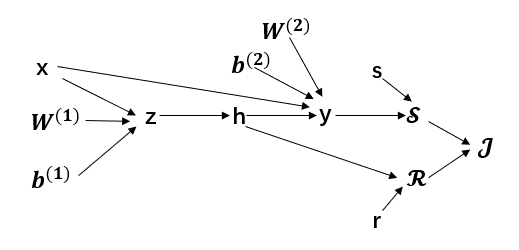 W⁽²⁾
b⁽²⁾
x s
W⁽¹⁾ z h y 𝒮
𝒥
b⁽¹⁾ ℛ
r